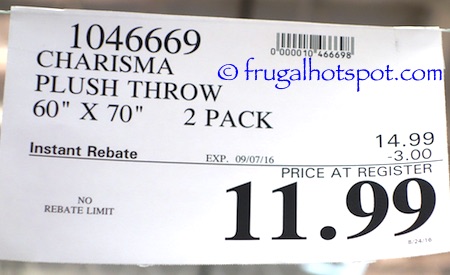 1046669
0000010466698
CHARISMA
© frugalhotspot.com
PLUSH THROW
60" X 70" 2 PACK
14.99
Instant Rebate EXP. 09/07/16 -3.00
PRICE AT REGISTER
NO
REBATE LIMIT
11.99
8/24/16